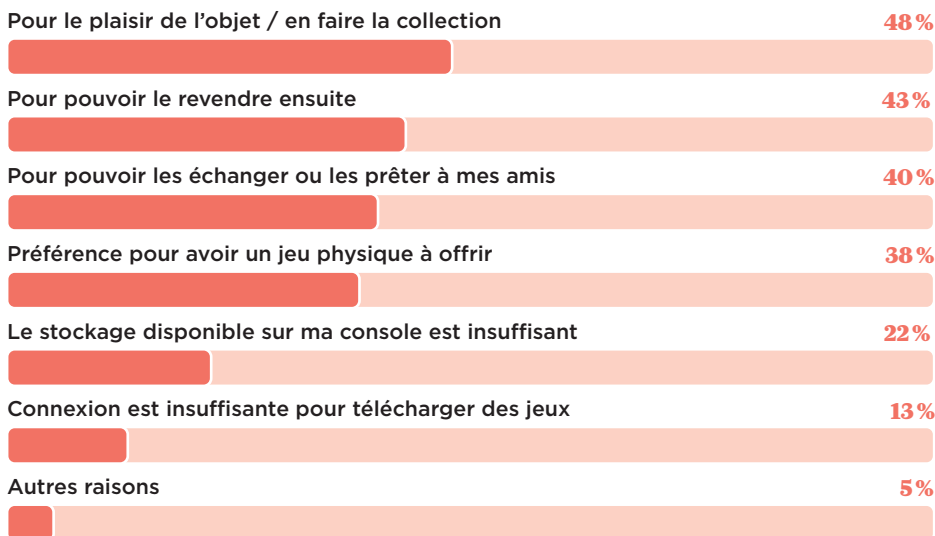 Pour le plaisir de l’objet / en faire la collection 48 %
Pour pouvoir le revendre ensuite 43 %
Pour pouvoir les échanger ou les prêter à mes amis 40 %
Préférence pour avoir un jeu physique à offrir 38 %
Le stockage disponible sur ma console est insuffisant 22 %
Connexion est insuffisante pour télécharger des jeux 13 %
Autres raisons 5 %